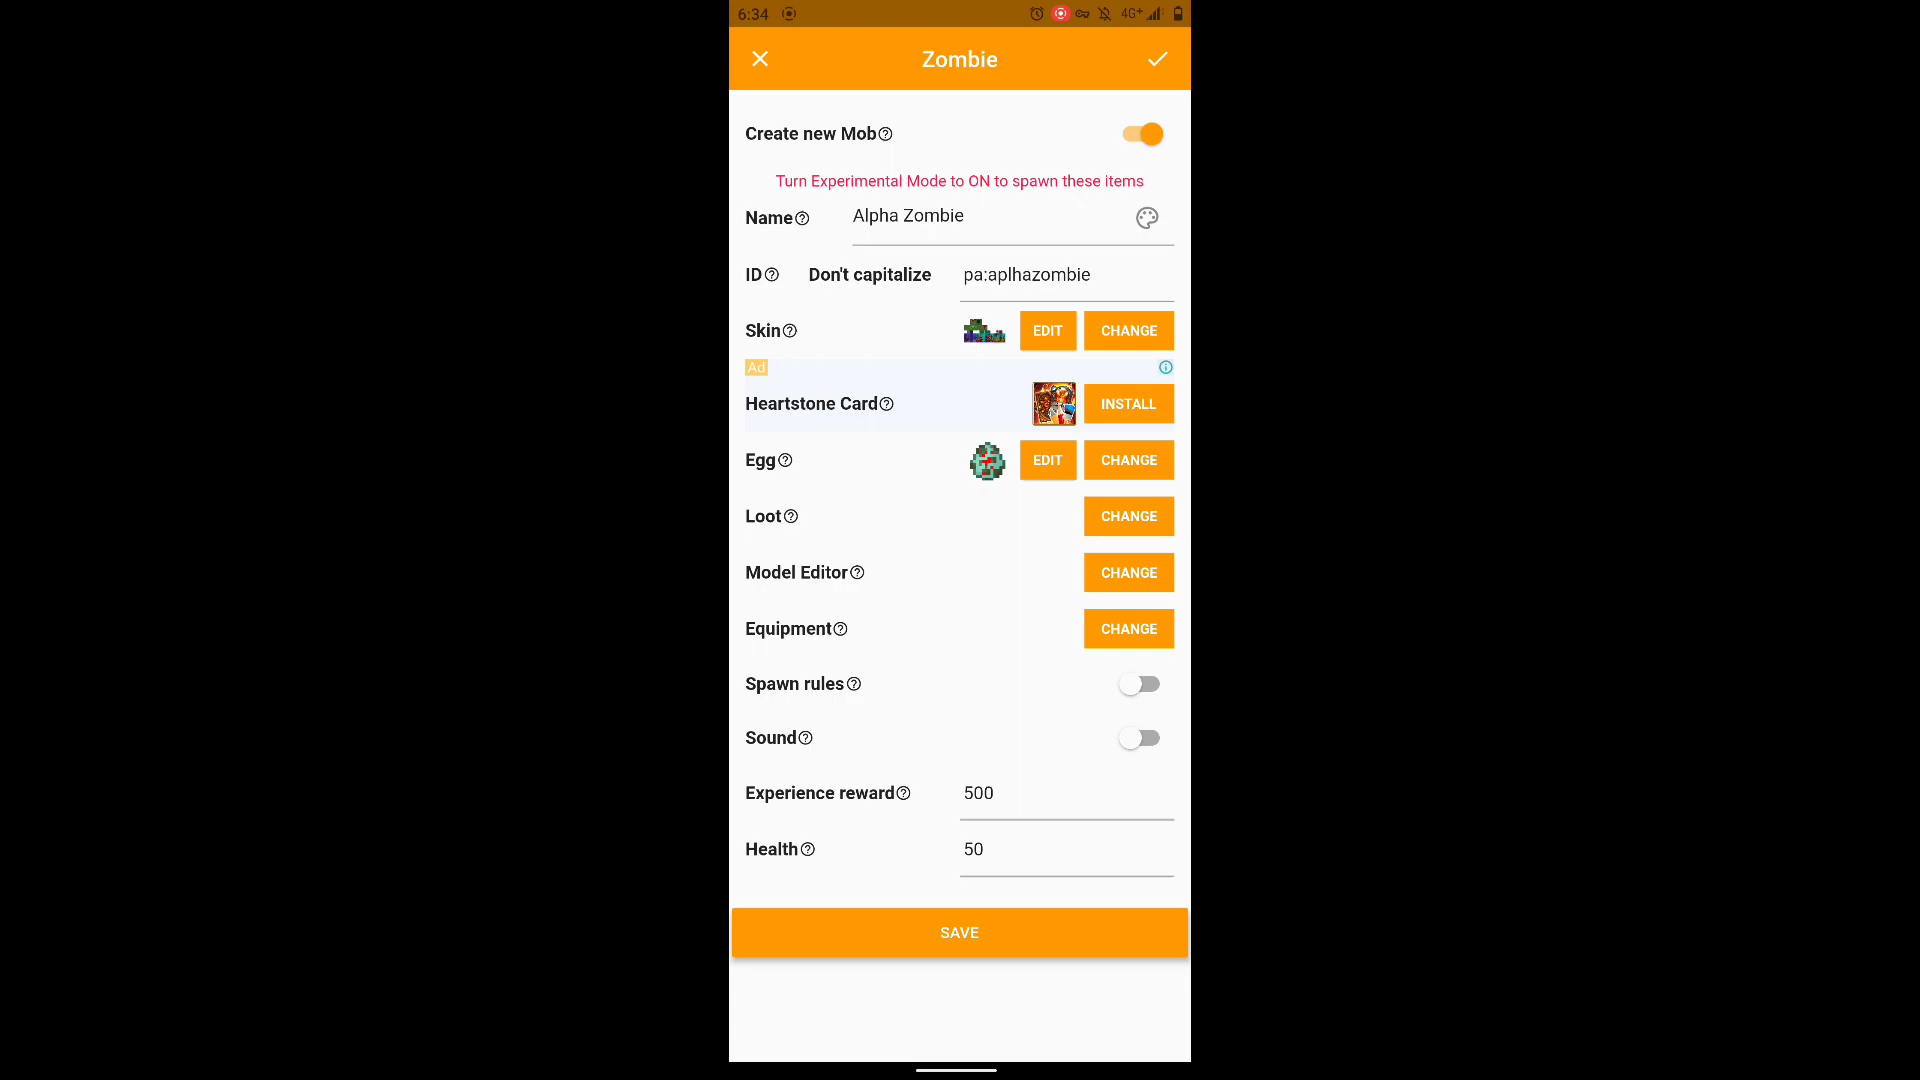 6:34 4G+
Zombie
Create new Mob
Turn Experimental Mode to ON to spawn these items
Name Alpha Zombie
ID Don't capitalize pa:aplhazombie
Skin EDIT CHANGE
Ad
Heartstone Card INSTALL
Egg EDIT CHANGE
Loot CHANGE
Model Editor CHANGE
Equipment CHANGE
Spawn rules
Sound
Experience reward 500
Health 50
SAVE